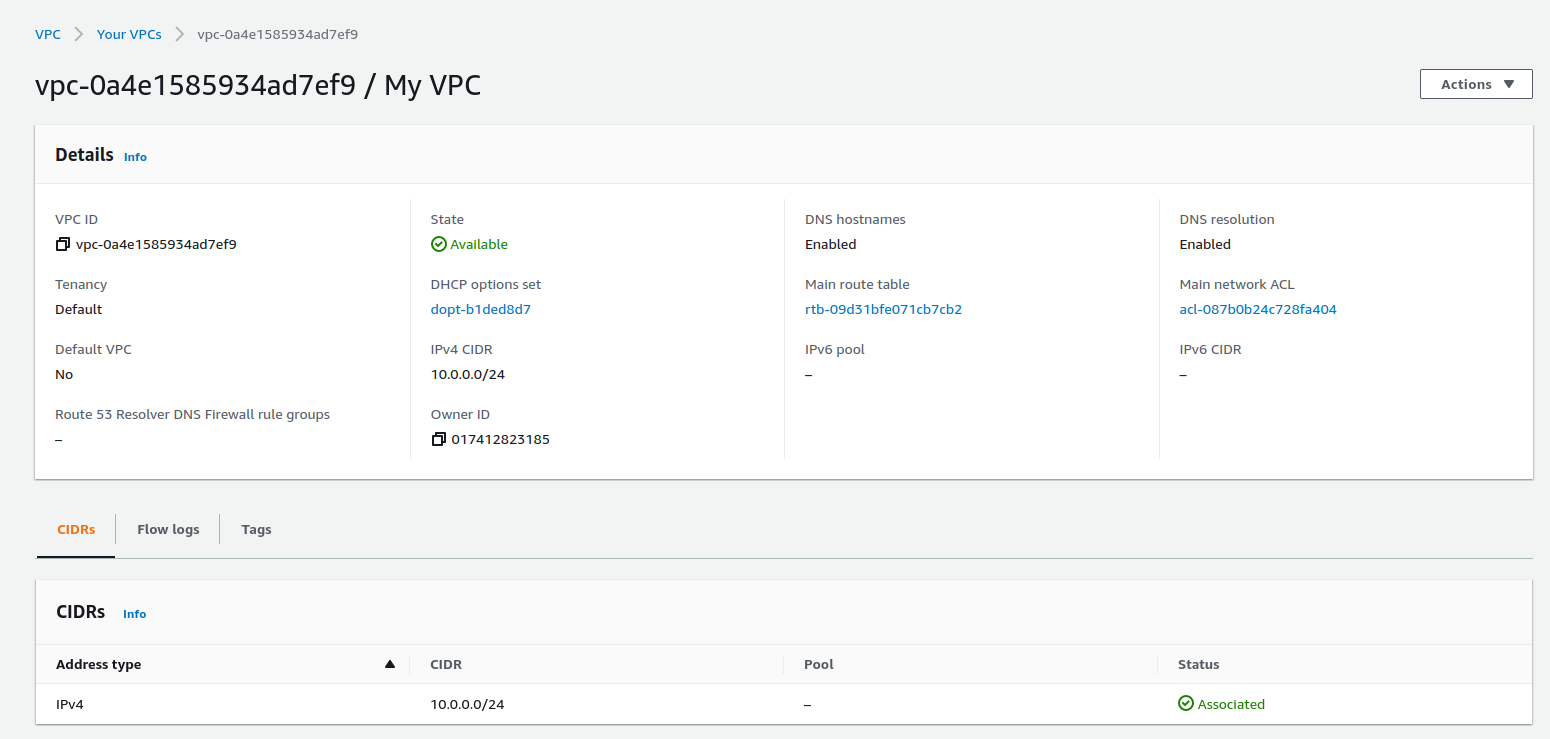 VPC > Your VPCs > vpc-0a4e1585934ad7ef9
vpc-0a4e1585934ad7ef9 / My VPC
Actions ▼
Details Info
VPC ID State DNS hostnames DNS resolution
vpc-0a4e1585934ad7ef9 Available Enabled Enabled
Tenancy DHCP options set Main route table Main network ACL
Default dopt-b1ded8d7 rtb-09d31bfe071cb7cb2 acl-087b0b24c728fa404
Default VPC IPv4 CIDR IPv6 pool IPv6 CIDR
No 10.0.0.0/24 – –
Route 53 Resolver DNS Firewall rule groups Owner ID
– 017412823185
CIDRs Flow logs Tags
CIDRs Info
Address type ▲ CIDR Pool Status
IPv4 10.0.0.0/24 – Associated